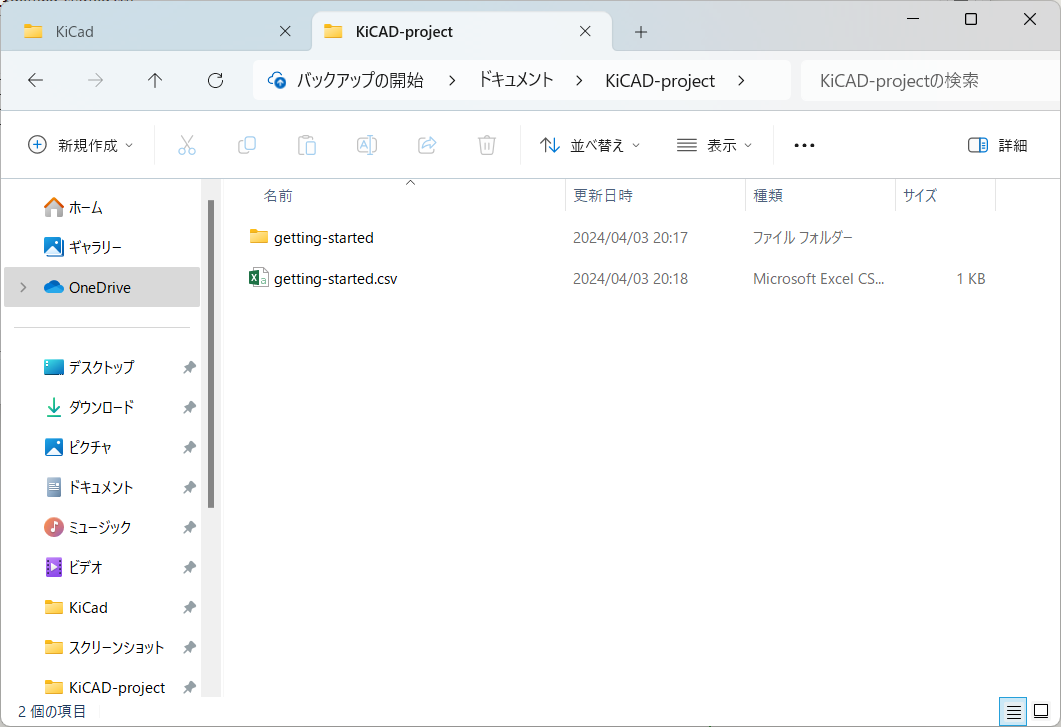 KiCad
KiCAD-project
バックアップの開始 > ドキュメント > KiCAD-project >
KiCAD-projectの検索
新規作成
並べ替え
表示
詳細
ホーム
ギャラリー
OneDrive
デスクトップ
ダウンロード
ピクチャ
ドキュメント
ミュージック
ビデオ
KiCad
スクリーンショット
KiCAD-project
名前 更新日時 種類 サイズ
getting-started 2024/04/03 20:17 ファイル フォルダー
getting-started.csv 2024/04/03 20:18 Microsoft Excel CS... 1 KB
2 個の項目